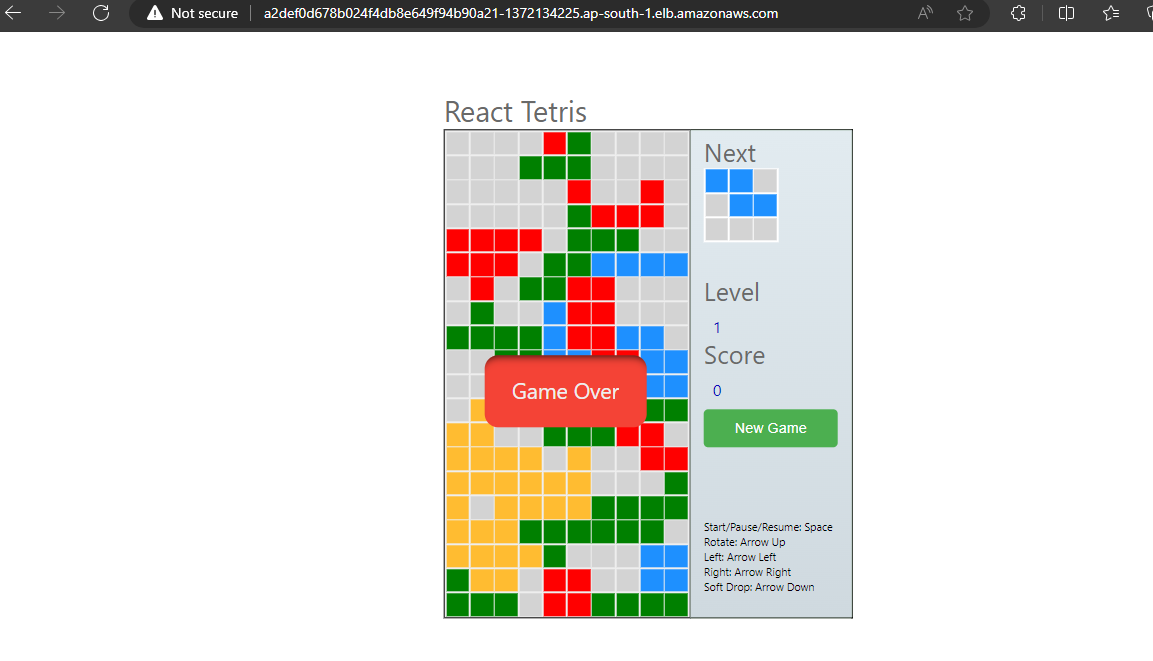 Not secure
a2def0d678b024f4db8e649f94b90a21-1372134225.ap-south-1.elb.amazonaws.com
React Tetris
Next
Level
1
Score
0
Game Over
New Game
Start/Pause/Resume: Space
Rotate: Arrow Up
Left: Arrow Left
Right: Arrow Right
Soft Drop: Arrow Down